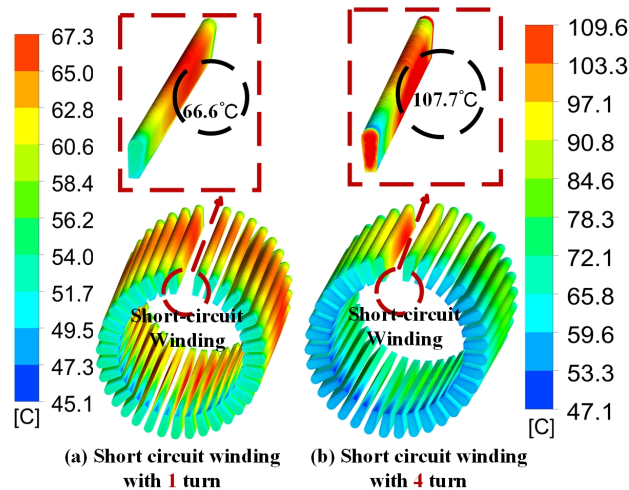 67.3
65.0
62.8
60.6
58.4
56.2
54.0
51.7
49.5
47.3
45.1
[C]
66.6℃
Short-circuit
Winding
(a) Short circuit winding
with 1 turn
107.7℃
Short-circuit
Winding
(b) Short circuit winding
with 4 turn
109.6
103.3
97.1
90.8
84.6
78.3
72.1
65.8
59.6
53.3
47.1
[C]